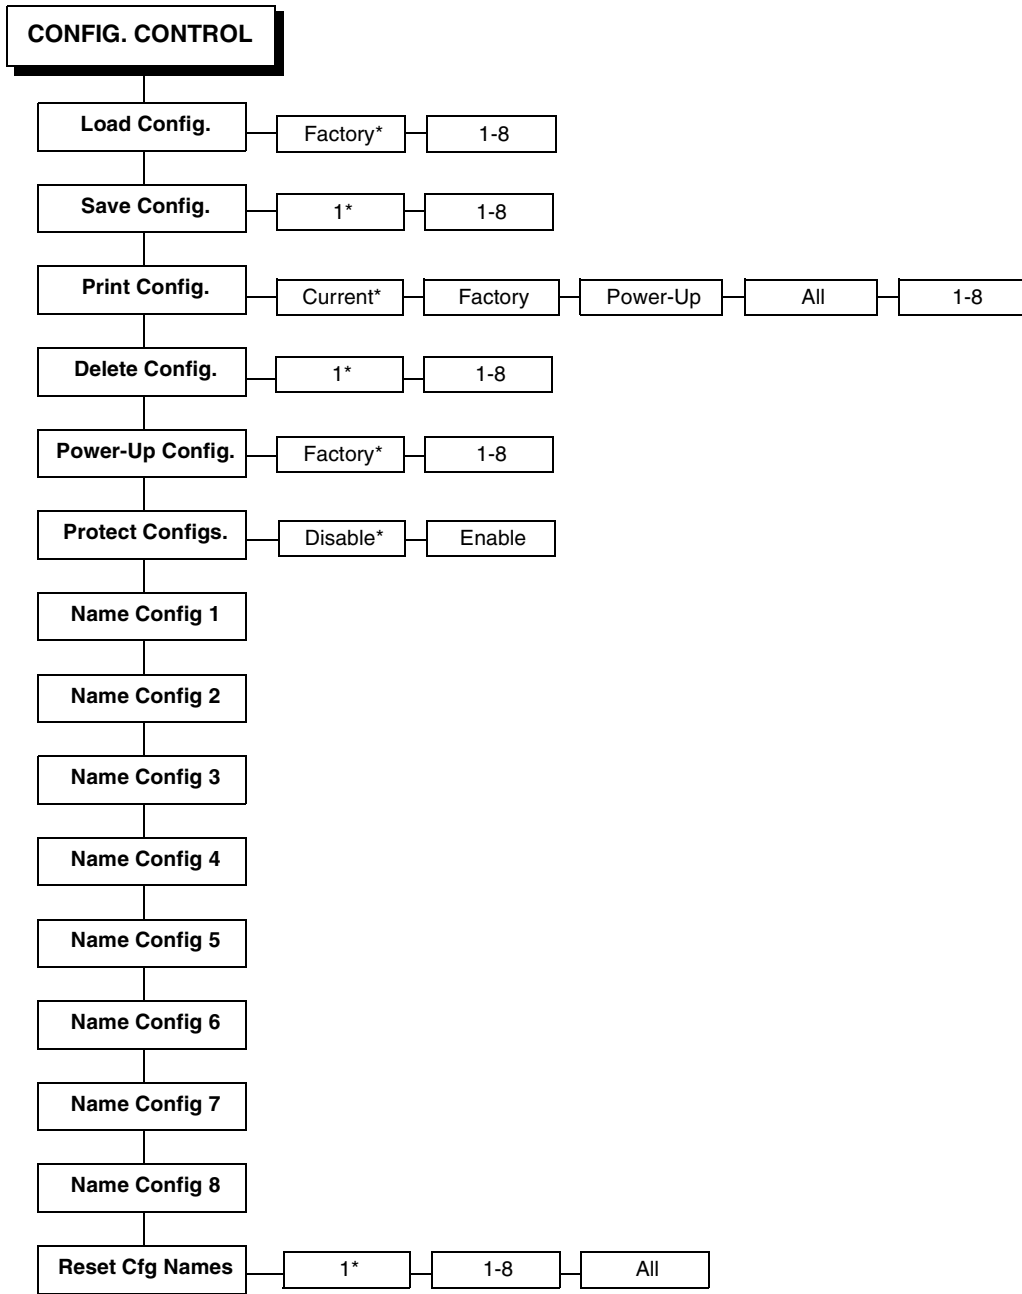 CONFIG. CONTROL
Load Config.
Factory*
1-8
Save Config.
1*
1-8
Print Config.
Current*
Factory
Power-Up
All
1-8
Delete Config.
1*
1-8
Power-Up Config.
Factory*
1-8
Protect Configs.
Disable*
Enable
Name Config 1
Name Config 2
Name Config 3
Name Config 4
Name Config 5
Name Config 6
Name Config 7
Name Config 8
Reset Cfg Names
1*
1-8
All